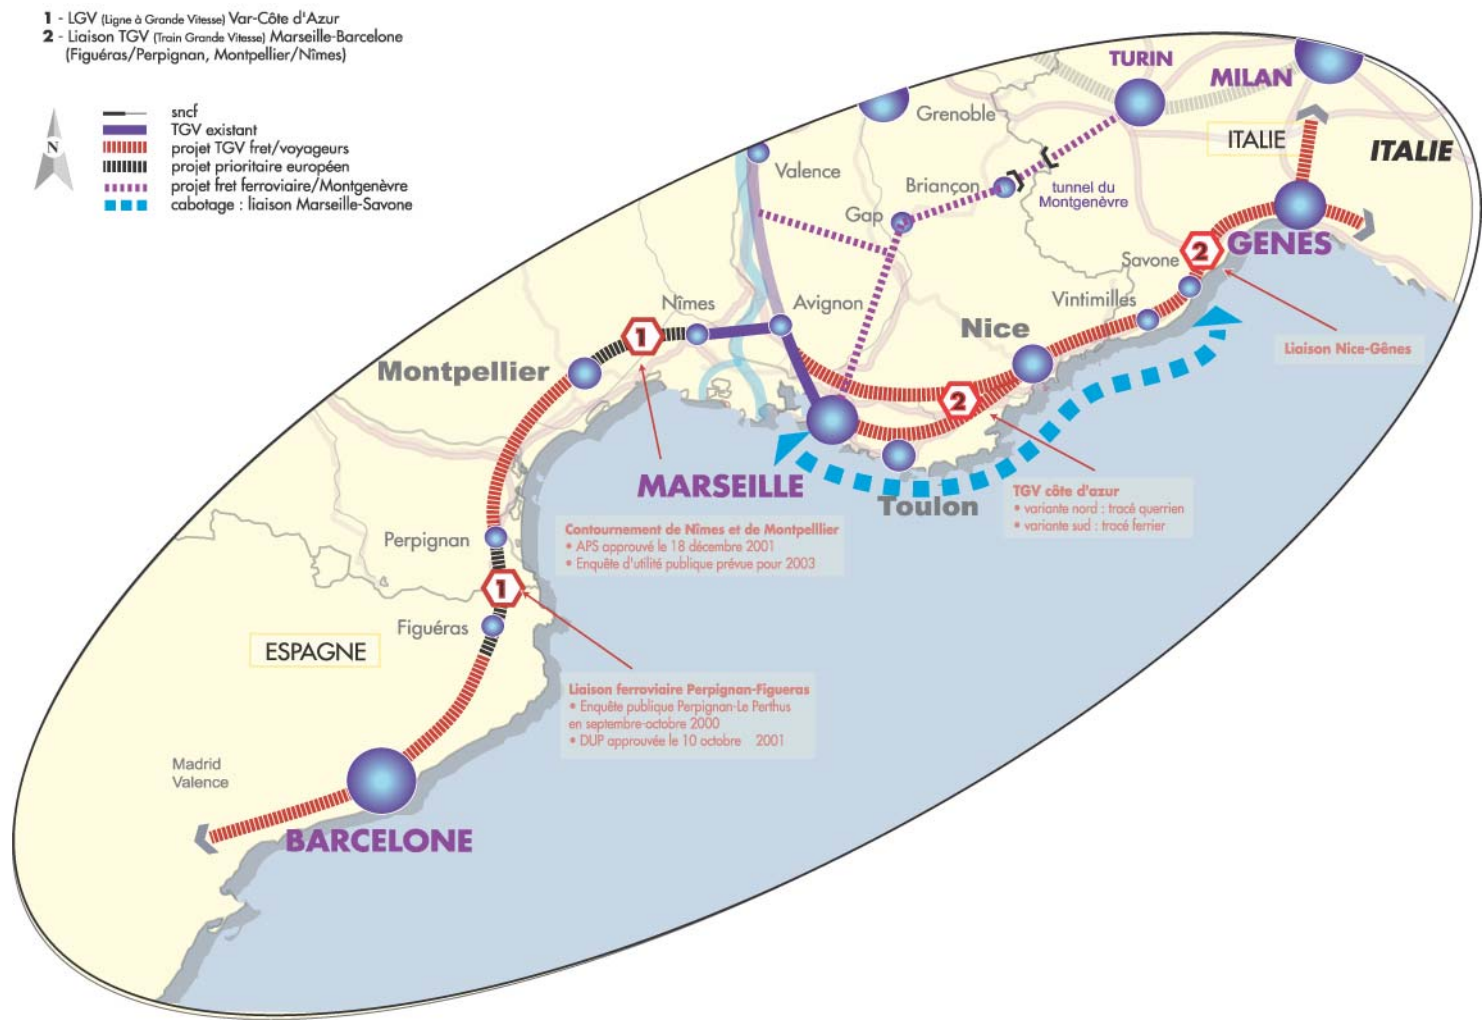 1 - LGV (Ligne à Grande Vitesse) Var-Côte d'Azur
2 - Liaison TGV (Train Grande Vitesse) Marseille-Barcelone
(Figuéras/Perpignan, Montpellier/Nîmes)
N
sncf
TGV existant
projet TGV fret/voyageurs
projet prioritaire européen
projet fret ferroviaire/Montgenèvre
cabotage : liaison Marseille-Savone
TURIN
MILAN
Grenoble
ITALIE
ITALIE
Valence
Briançon
tunnel du
Montgenèvre
Gap
GENES
2
Savone
Vintimilles
Nîmes
Avignon
Nice
1
Liaison Nice-Gênes
Montpellier
2
MARSEILLE
Toulon
TGV côte d'azur
• variante nord : tracé querrien
• variante sud : tracé ferrier
Contournement de Nîmes et de Montpelllier
• APS approuvé le 18 décembre 2001
• Enquête d'utilité publique prévue pour 2003
Perpignan
1
Figuéras
ESPAGNE
Liaison ferroviaire Perpignan-Figueras
• Enquête publique Perpignan-Le Perthus
en septembre-octobre 2000
• DUP approuvée le 10 octobre 2001
Madrid
Valence
BARCELONE